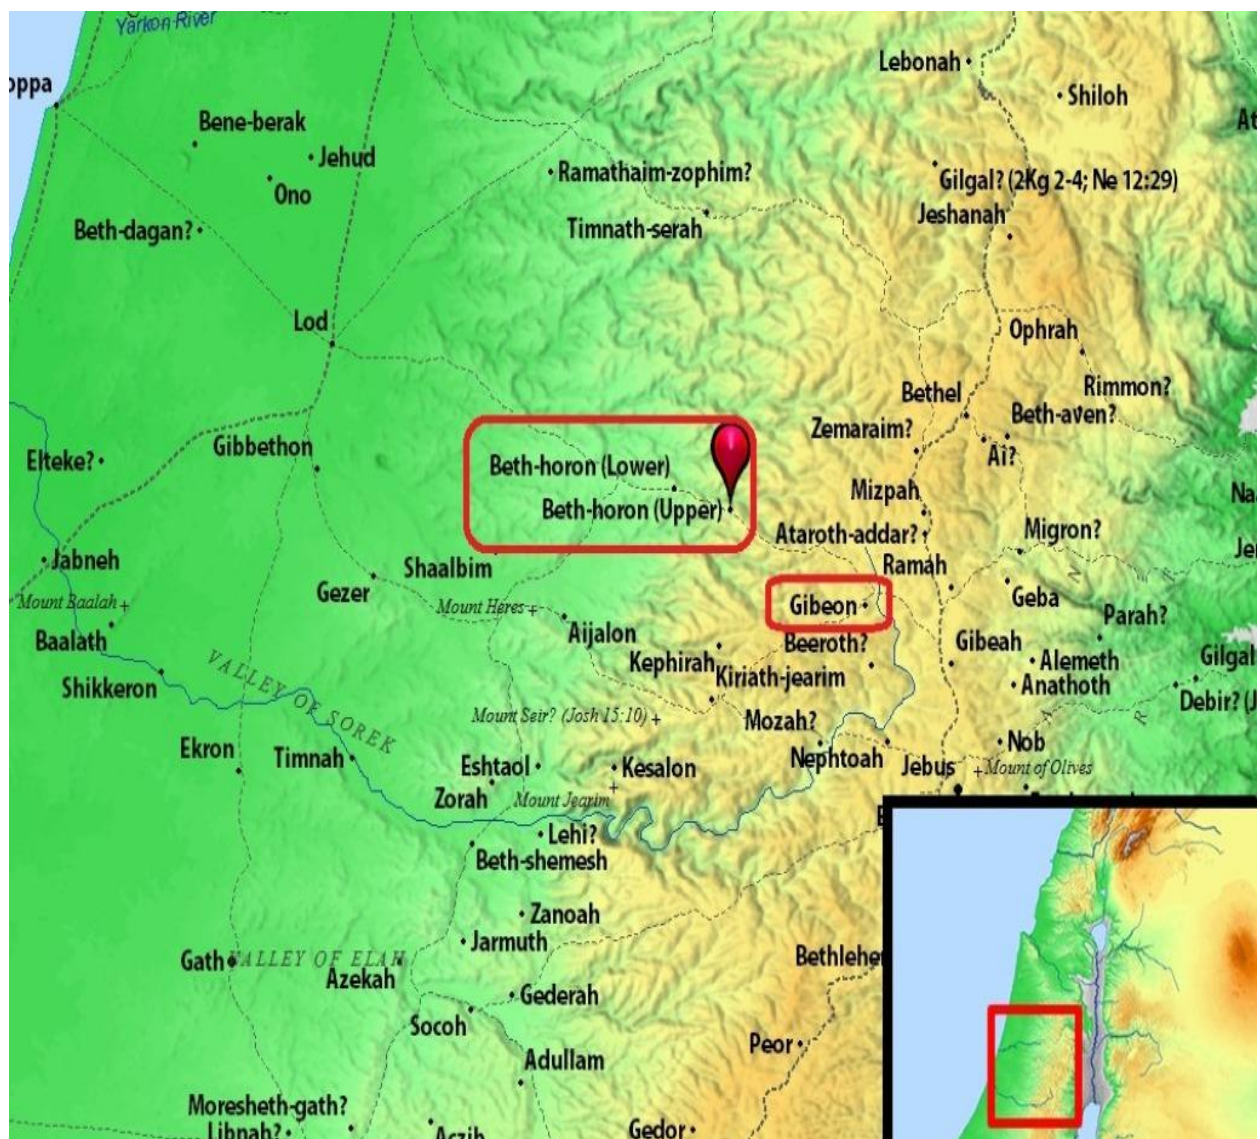 Yarkon River
oppa
Lebonah
Shiloh
At
Bene-berak
Jehud
Ono
Ramathaim-zophim?
Gilgal? (2Kg 2-4; Ne 12:29)
Beth-dagan?
Timnath-serah
Jeshanah
Lod
Ophrah
Rimmon?
Bethel
Beth-aven?
Zemaraim?
Ai?
Gibbethon
Elteke?
Beth-horon (Lower)
Beth-horon (Upper)
Mizpah
Na
Ataroth-addar?
Migron?
Jabneh
Shaalbim
Ramah
Gezer
Geba
Mount Baalah
Mount Heres
Gibeon
Parah?
Baalath
Aijalon
Beeroth?
Gibeah
Kephirah
Alemeth
Gilgal
Shikkeron
Kiriath-jearim
Anathoth
Debir? (J
VALLEY OF SOREK
Mount Seir? (Josh 15:10)
Mozah?
Ekron
Timnah
Eshtaol
Kesalon
Nephtoah
Jebus
Nob
Mount of Olives
Zorah
Mount Jearim
Lehi?
Beth-shemesh
Zanoah
Jarmuth
Gath
VALLEY OF ELAH
Azekah
Bethlehe
Gederah
Socoh
Peor
Adullam
Moresheth-gath?
Libnah?
Aczib
Gedor